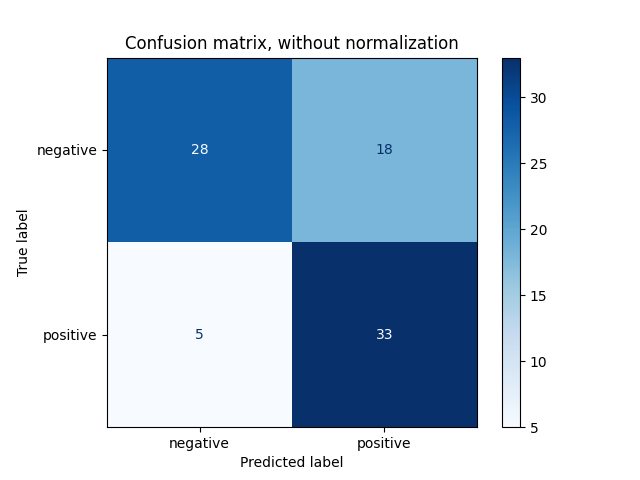 Confusion matrix, without normalization
True label
negative
28
18
positive
5
33
negative
positive
Predicted label
30
25
20
15
10
5